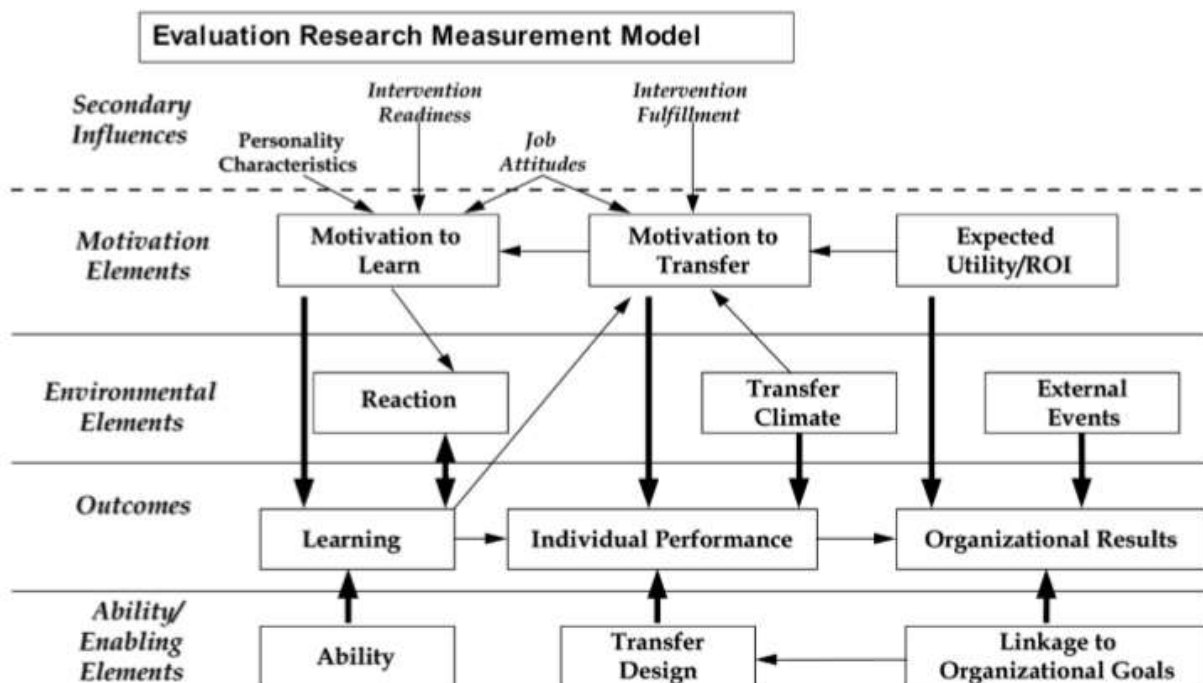 Evaluation Research Measurement Model
Secondary
Influences
Intervention
Readiness
Intervention
Fulfillment
Personality
Characteristics
Job
Attitudes
Motivation
Elements
Motivation to
Learn
Motivation to
Transfer
Expected
Utility/ROI
Environmental
Elements
Reaction
Transfer
Climate
External
Events
Outcomes
Learning
Individual Performance
Organizational Results
Ability/
Enabling
Elements
Ability
Transfer
Design
Linkage to
Organizational Goals